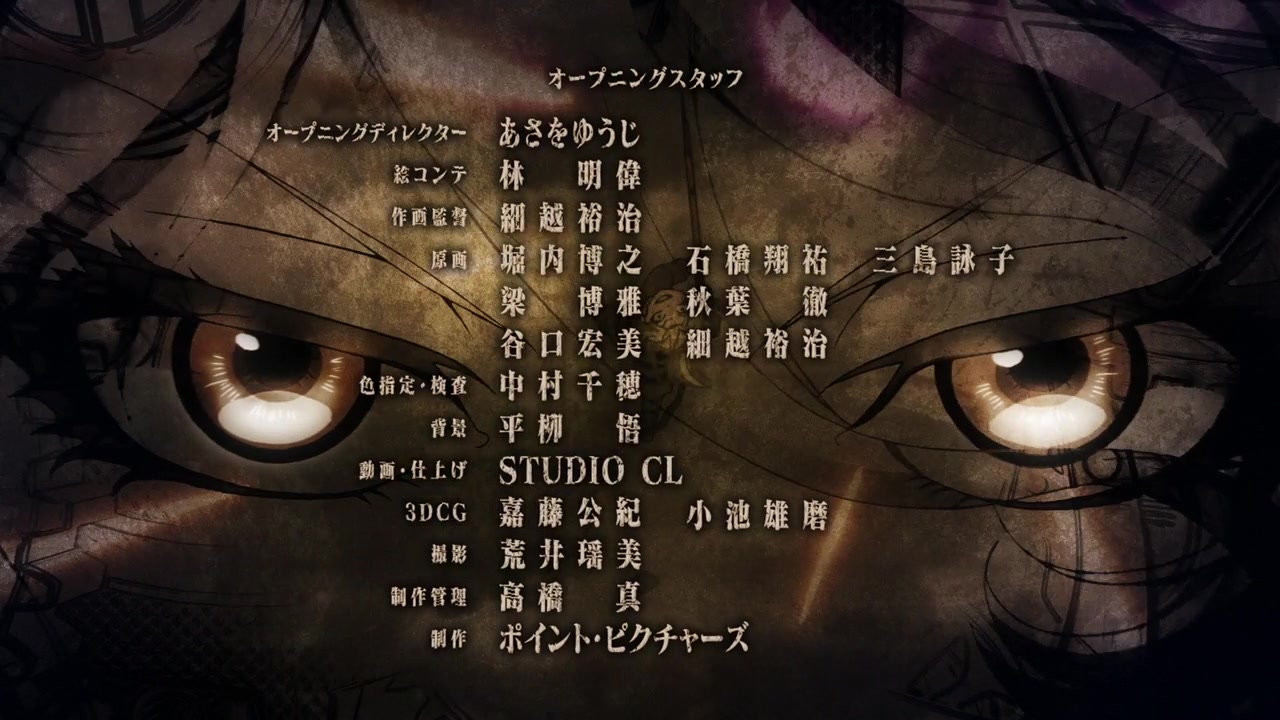 オープニングスタッフ
オープニングディレクター あさをゆうじ
絵コンテ 林 明偉
作画監督 細越裕治
原画 堀内博之 石橋翔祐 三島詠子
梁 博雅 秋葉 徹
谷口宏美 細越裕治
色指定・検査 中村千穂
背景 平柳 悟
動画・仕上げ STUDIO CL
3DCG 嘉藤公紀 小池雄磨
撮影 荒井瑶美
制作管理 高橋 真
制作 ポイント・ピクチャーズ